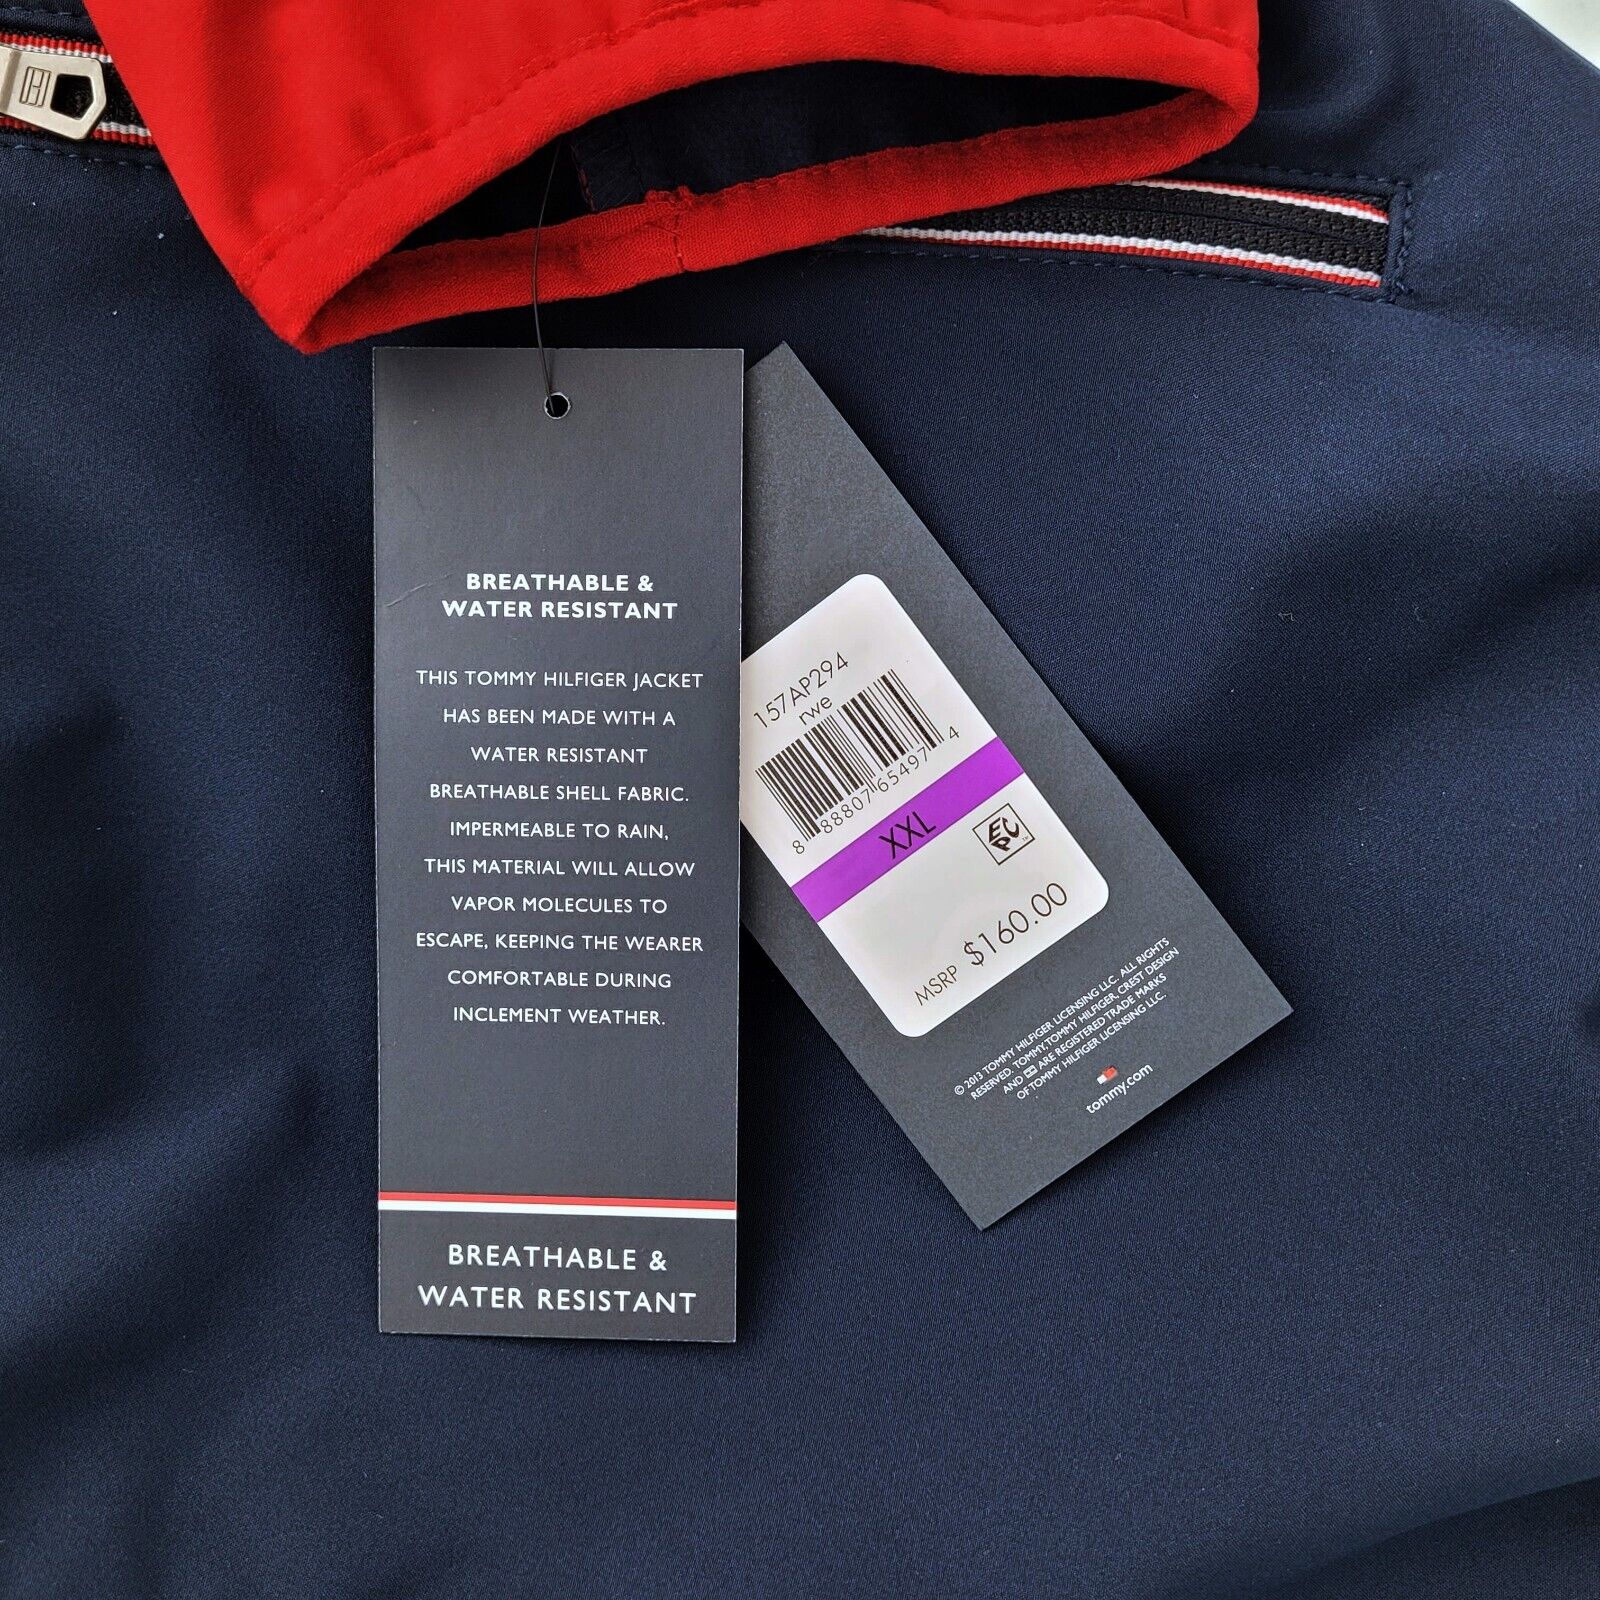 BREATHABLE &
WATER RESISTANT
THIS TOMMY HILFIGER JACKET
HAS BEEN MADE WITH A
WATER RESISTANT
BREATHABLE SHELL FABRIC.
IMPERMEABLE TO RAIN,
THIS MATERIAL WILL ALLOW
VAPOR MOLECULES TO
ESCAPE, KEEPING THE WEARER
COMFORTABLE DURING
INCLEMENT WEATHER.
BREATHABLE &
WATER RESISTANT
157AP294
rwe
8 88807 65497 4
XXL
EPC
MSRP $160.00
© 2013 TOMMY HILFIGER LICENSING LLC. ALL RIGHTS
RESERVED. TOMMY, TOMMY HILFIGER, CREST DESIGN
AND ARE REGISTERED TRADE MARKS
OF TOMMY HILFIGER LICENSING LLC.
tommy.com